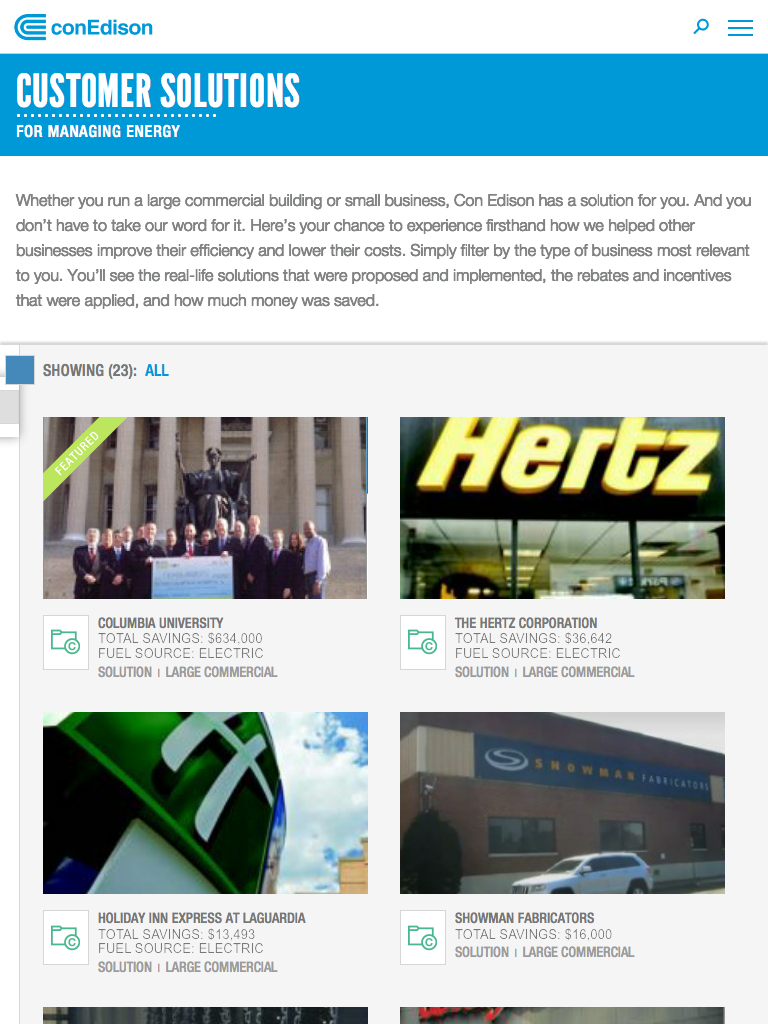 conEdison
CUSTOMER SOLUTIONS
FOR MANAGING ENERGY
Whether you run a large commercial building or small business, Con Edison has a solution for you. And you
don’t have to take our word for it. Here’s your chance to experience firsthand how we helped other
businesses improve their efficiency and lower their costs. Simply filter by the type of business most relevant
to you. You’ll see the real-life solutions that were proposed and implemented, the rebates and incentives
that were applied, and how much money was saved.
SHOWING (23): ALL
FEATURED
Hertz
COLUMBIA UNIVERSITY
TOTAL SAVINGS: $634,000
FUEL SOURCE: ELECTRIC
SOLUTION | LARGE COMMERCIAL
THE HERTZ CORPORATION
TOTAL SAVINGS: $36,642
FUEL SOURCE: ELECTRIC
SOLUTION | LARGE COMMERCIAL
SHOWMAN FABRICATORS
HOLIDAY INN EXPRESS AT LAGUARDIA
TOTAL SAVINGS: $13,493
FUEL SOURCE: ELECTRIC
SOLUTION | LARGE COMMERCIAL
SHOWMAN FABRICATORS
TOTAL SAVINGS: $16,000
SOLUTION | LARGE COMMERCIAL